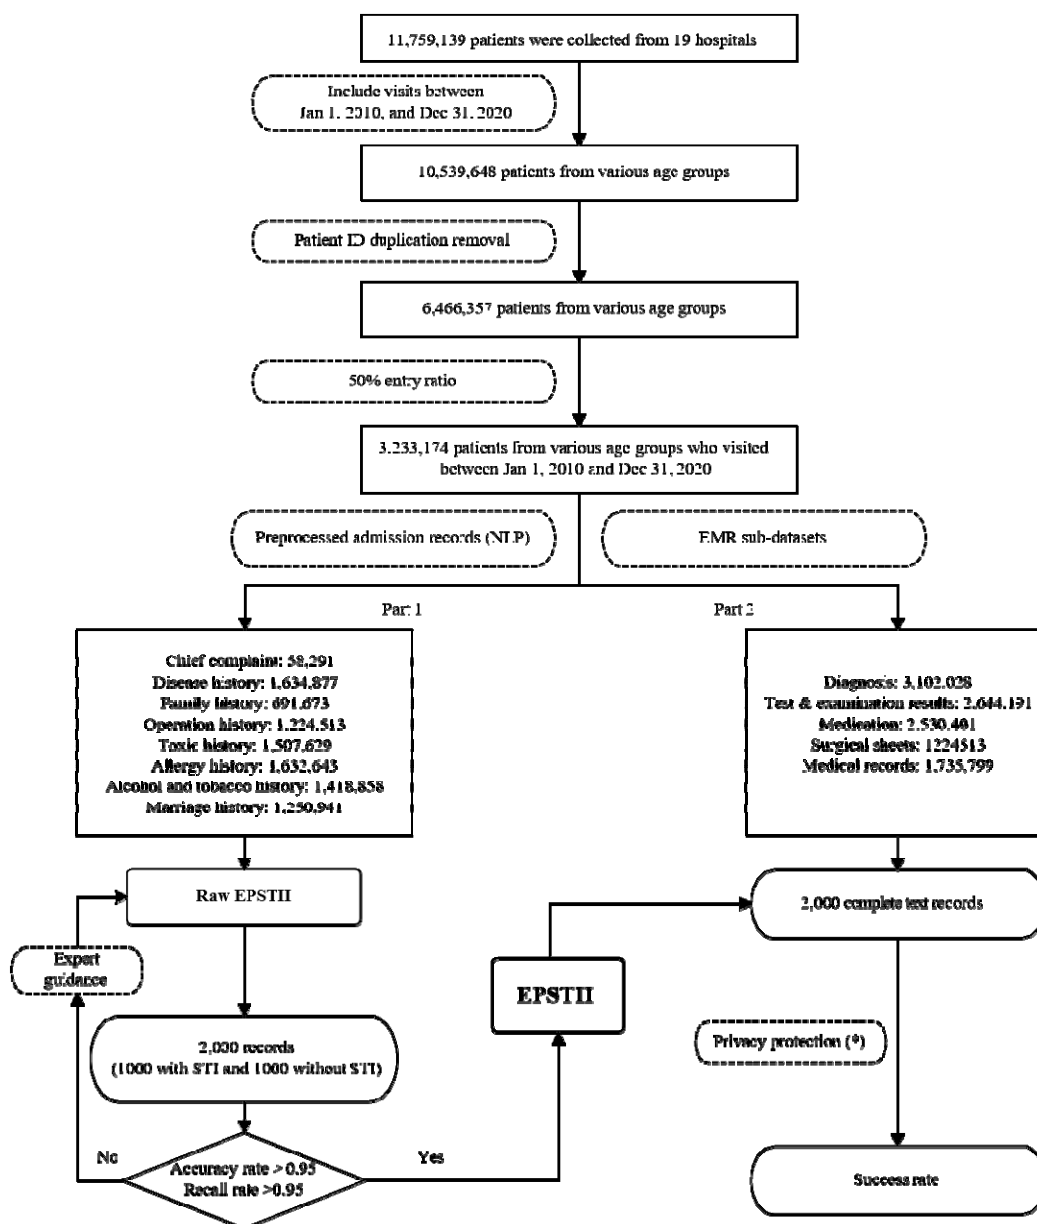 11,759,139 patients were collected from 19 hospitals
Include visits between
Jan 1, 2010, and Dec 31, 2020
10,539,648 patients from various age groups
Patient ID duplication removal
6,466,357 patients from various age groups
50% entry ratio
3,233,174 patients from various age groups who visited
between Jan 1, 2010 and Dec 31, 2020
Preprocessed admission records (NLP)
EMR sub-datasets
Part 1
Part 2
Chief complaint: 58,291
Disease history: 1,634,877
Family history: 691,673
Operation history: 1,224,513
Toxic history: 1,507,629
Allergy history: 1,632,643
Alcohol and tobacco history: 1,418,858
Marriage history: 1,250,941
Diagnosis: 3,102,028
Test & examination results: 2,644,191
Medication: 2,530,401
Surgical sheets: 1224513
Medical records: 1,735,799
Raw EPSTII
2,000 complete text records
Expert
guidance
EPSTII
2,000 records
(1000 with STI and 1000 without STI)
Privacy protection (*)
No
Accuracy rate > 0.95
Recall rate >0.95
Yes
Success rate